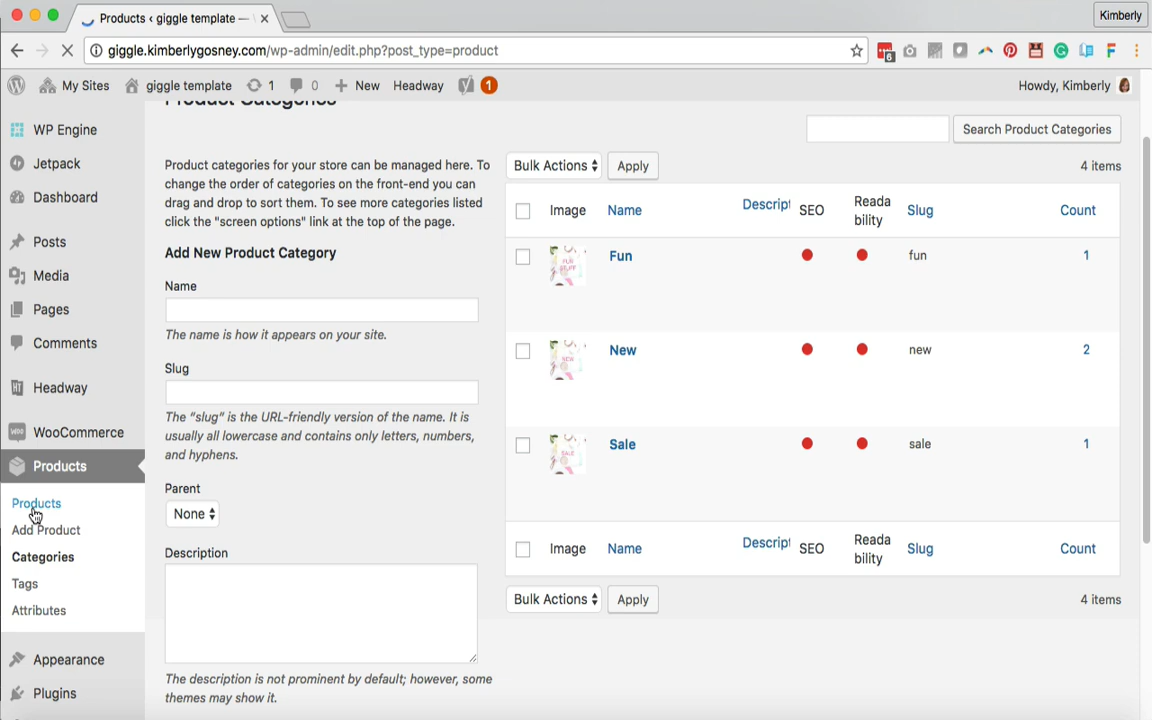 Products ‹ giggle template —
Kimberly
giggle.kimberlygosney.com/wp-admin/edit.php?post_type=product
6
My Sites
giggle template
1
0
New
Headway
1
Howdy, Kimberly
WP Engine
Jetpack
Dashboard
Posts
Media
Pages
Comments
Headway
WooCommerce
Products
Products
Add Product
Categories
Tags
Attributes
Appearance
Plugins
Product Categories
Search Product Categories
Product categories for your store can be managed here. To
change the order of categories on the front-end you can
drag and drop to sort them. To see more categories listed
click the "screen options" link at the top of the page.
Add New Product Category
Name
The name is how it appears on your site.
Slug
The "slug" is the URL-friendly version of the name. It is
usually all lowercase and contains only letters, numbers,
and hyphens.
Parent
None
Description
The description is not prominent by default; however, some
themes may show it.
Bulk Actions
Apply
4 items
Image Name Descript SEO Reada
bility Slug Count
FUN
STUFF
Fun fun 1
NEW
New new 2
SALE
Sale sale 1
Image Name Descript SEO Reada
bility Slug Count
Bulk Actions
Apply
4 items